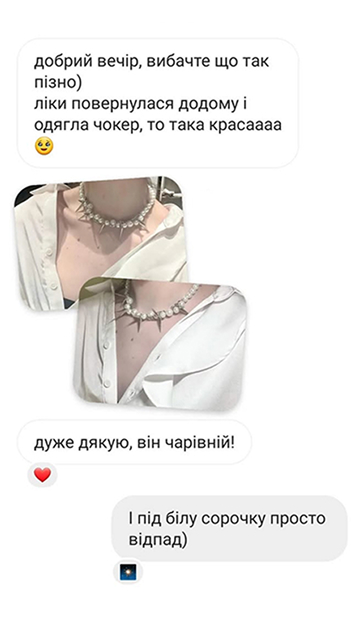 добрий вечір, вибачте що так
пізно)
ліки повернулася додому і
одягла чокер, то така красаааа
🥹
дуже дякую, він чарівній!
І під білу сорочку просто
відпад)